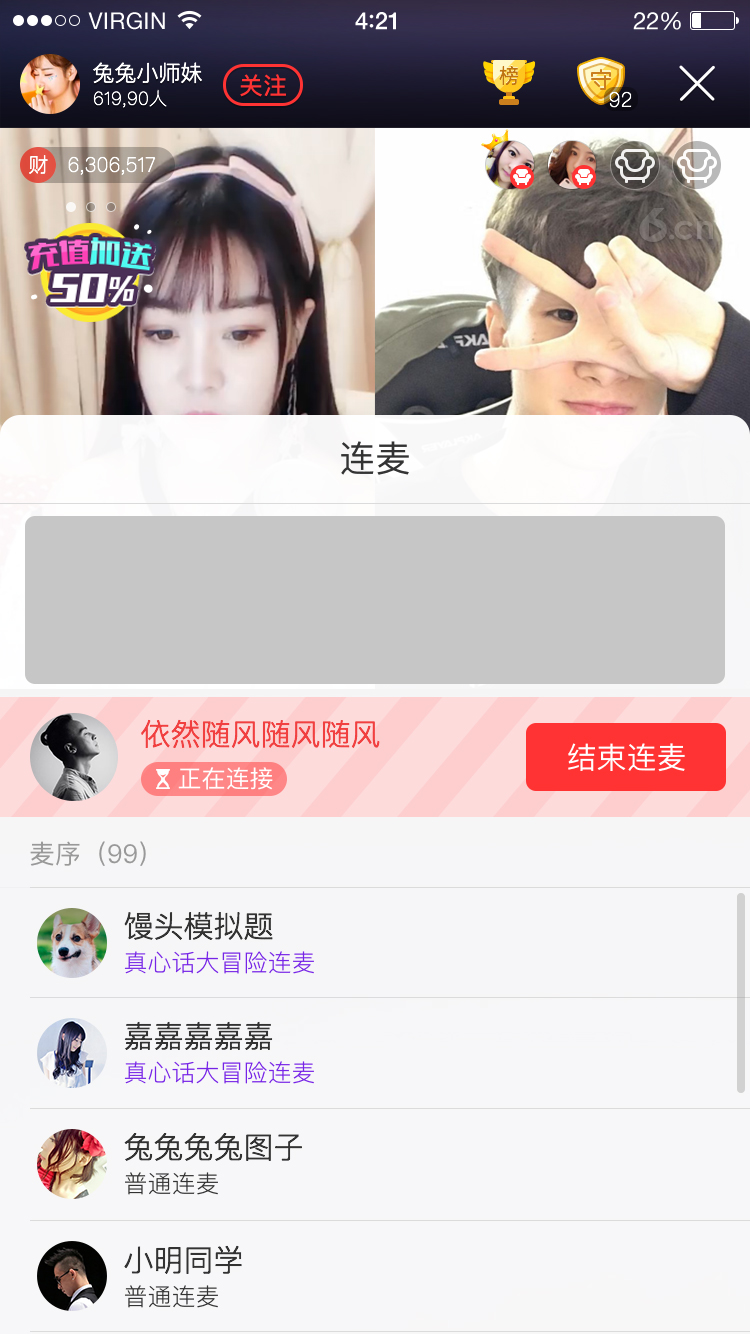 VIRGIN
4:21
22%
兔兔小师妹
619,90人
关注
榜
守
92
财
6,306,517
充值加送
50%
6.cn
连麦
依然随风随风随风
正在连接
结束连麦
麦序（99）
馒头模拟题
真心话大冒险连麦
嘉嘉嘉嘉嘉
真心话大冒险连麦
兔兔兔兔图子
普通连麦
小明同学
普通连麦